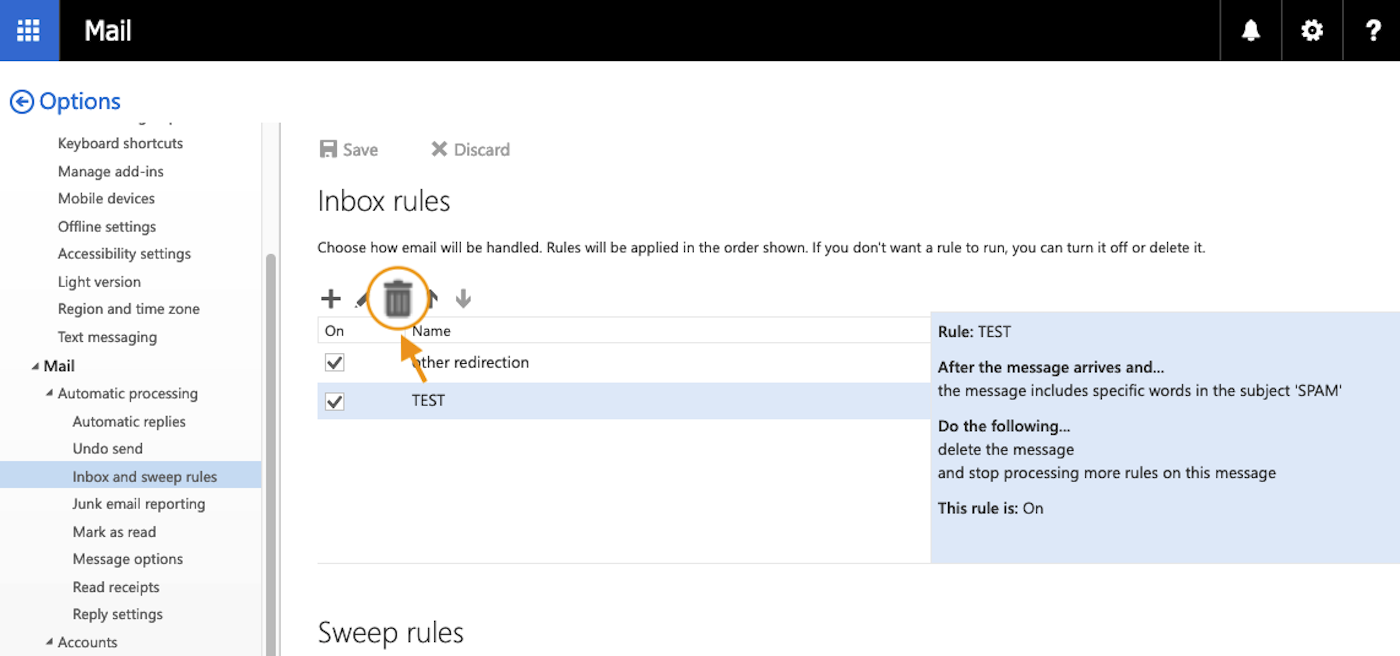 Mail
?
Options
Keyboard shortcuts
Manage add-ins
Mobile devices
Offline settings
Accessibility settings
Light version
Region and time zone
Text messaging
Mail
Automatic processing
Automatic replies
Undo send
Inbox and sweep rules
Junk email reporting
Mark as read
Message options
Read receipts
Reply settings
Accounts
Save
Discard
Inbox rules
Choose how email will be handled. Rules will be applied in the order shown. If you don't want a rule to run, you can turn it off or delete it.
On Name
other redirection
TEST
Rule: TEST
After the message arrives and...
the message includes specific words in the subject 'SPAM'
Do the following...
delete the message
and stop processing more rules on this message
This rule is: On
Sweep rules